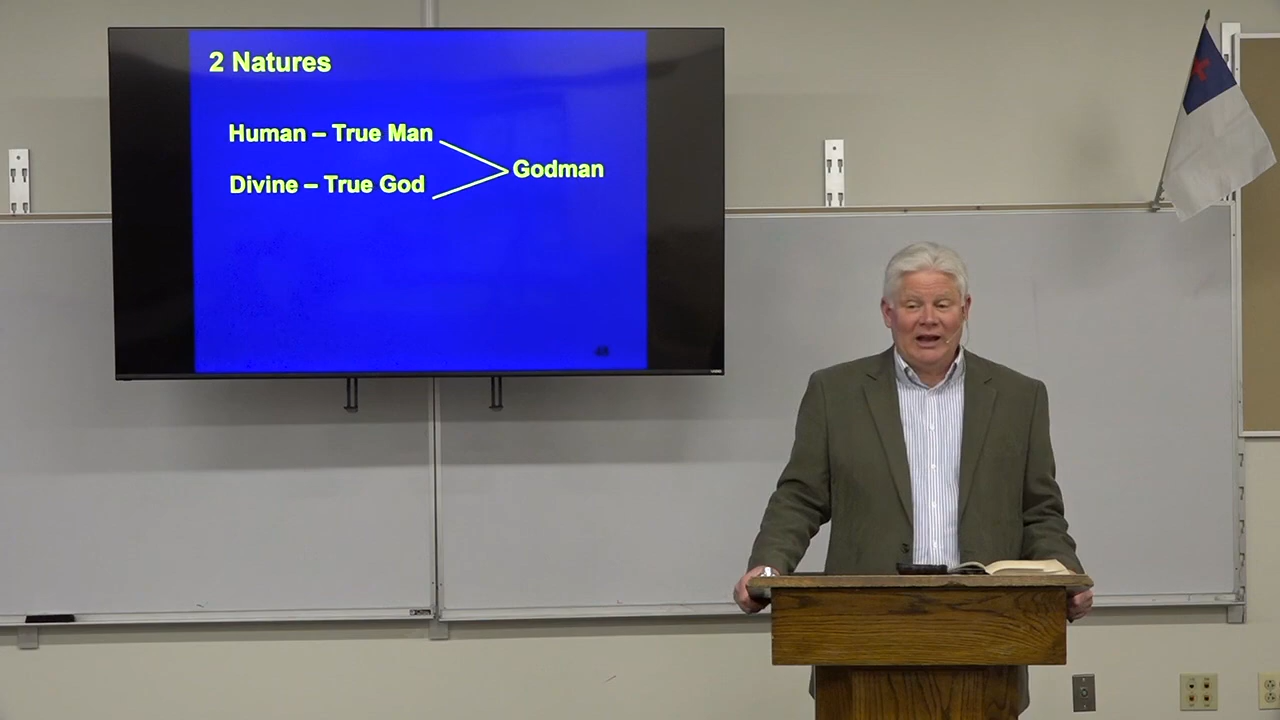 2 Natures
Human – True Man
Godman
Divine – True God